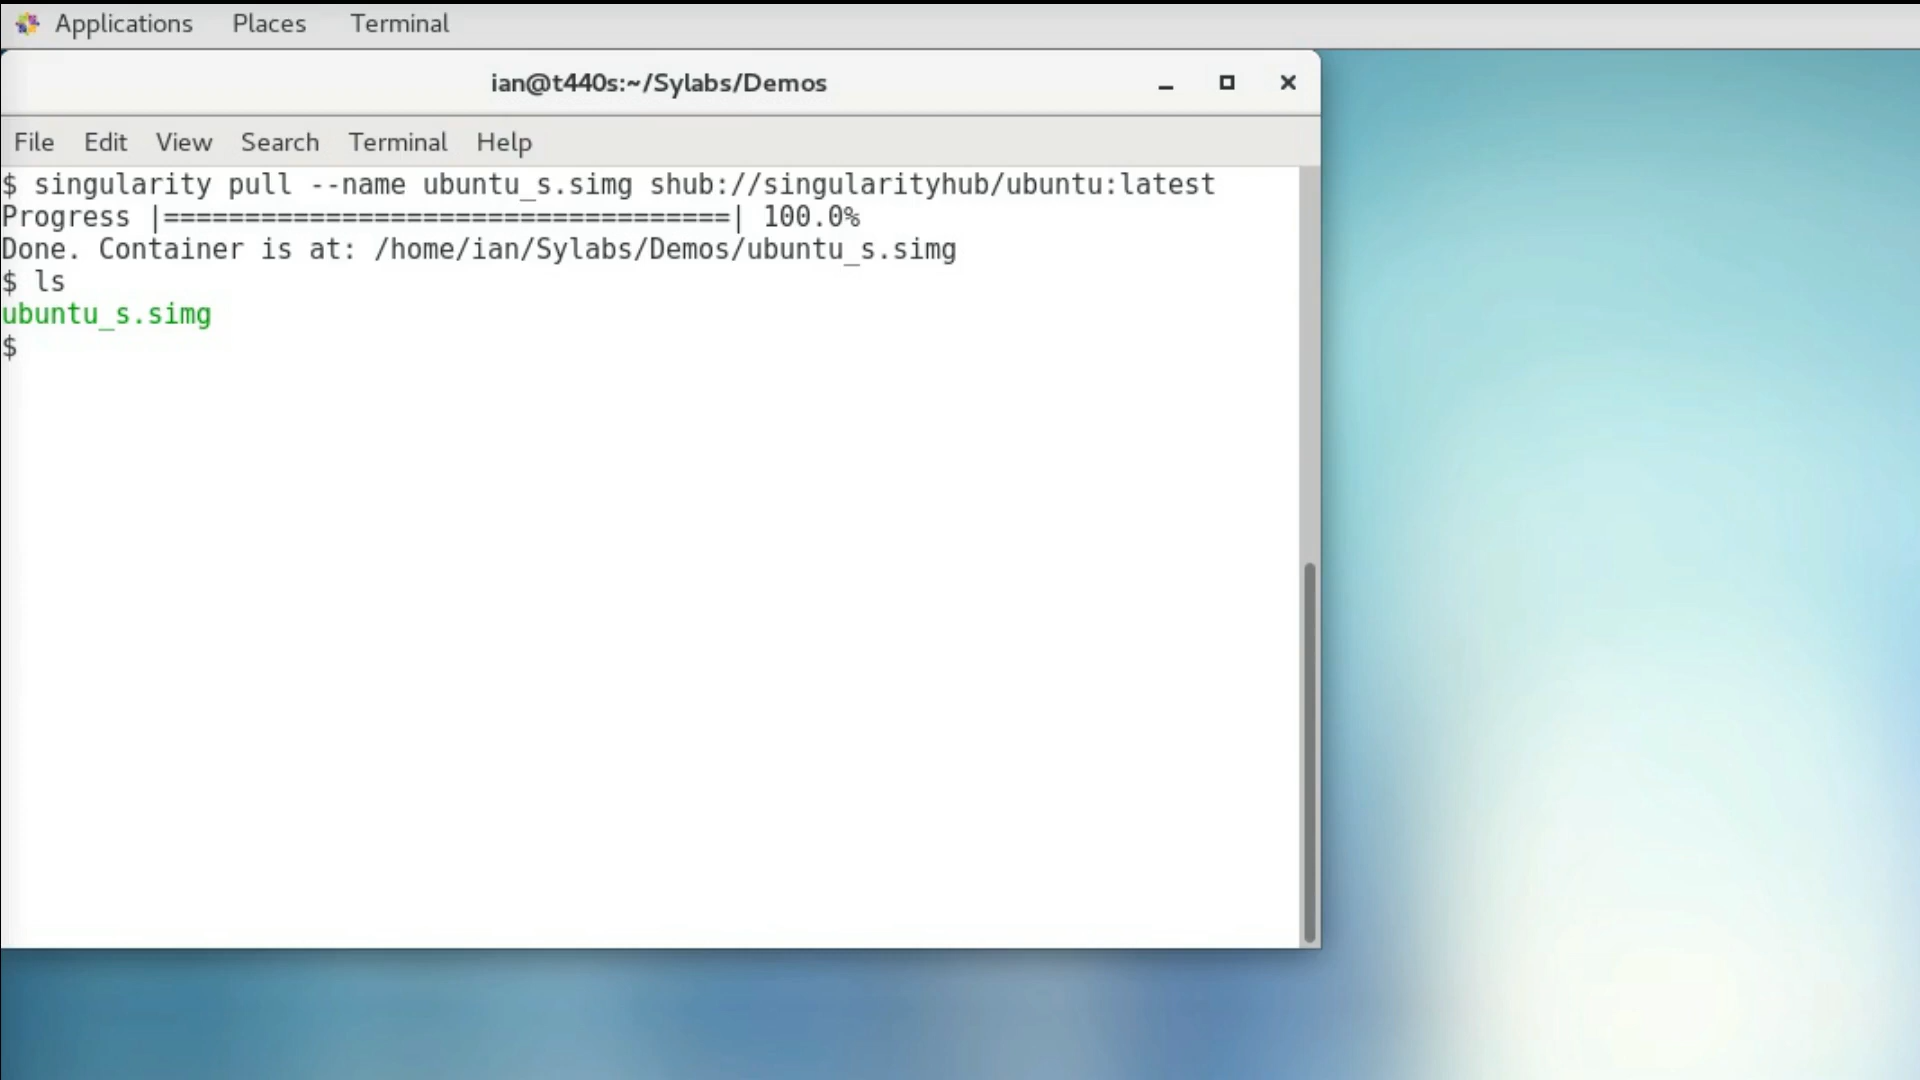 Applications Places Terminal
ian@t440s:~/Sylabs/Demos
File Edit View Search Terminal Help
$ singularity pull --name ubuntu_s.simg shub://singularityhub/ubuntu:latest
Progress |===================================| 100.0%
Done. Container is at: /home/ian/Sylabs/Demos/ubuntu_s.simg
$ ls
ubuntu_s.simg
$